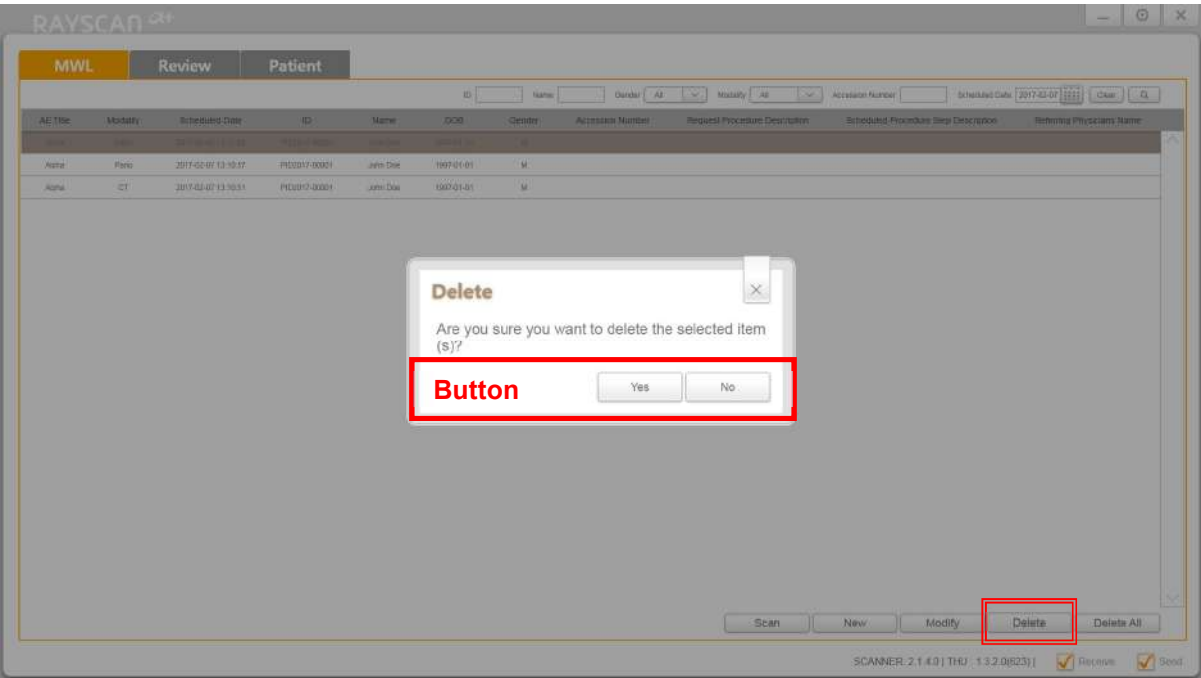 RAYSCAN α+
MWL Review Patient
ID Name Gender All Modality All Accession Number Scheduled Date 2017-02-07 Clear
AE Title Modality Scheduled Date ID Name DOB Gender Accession Number Request Procedure Description Scheduled Procedure Step Description Referring Physicians Name
Alpha Pano 2017-02-07 13:10:37 PID2017-00001 John Doe 1997-01-01 M
Alpha CT 2017-02-07 13:10:31 PID2017-00001 John Doe 1997-01-01 M
Delete
Are you sure you want to delete the selected item
(s)?
Button Yes No
Scan New Modify Delete Delete All
SCANNER: 2.1.4.0 | THU : 1.3.2.0(623) | Receive Send